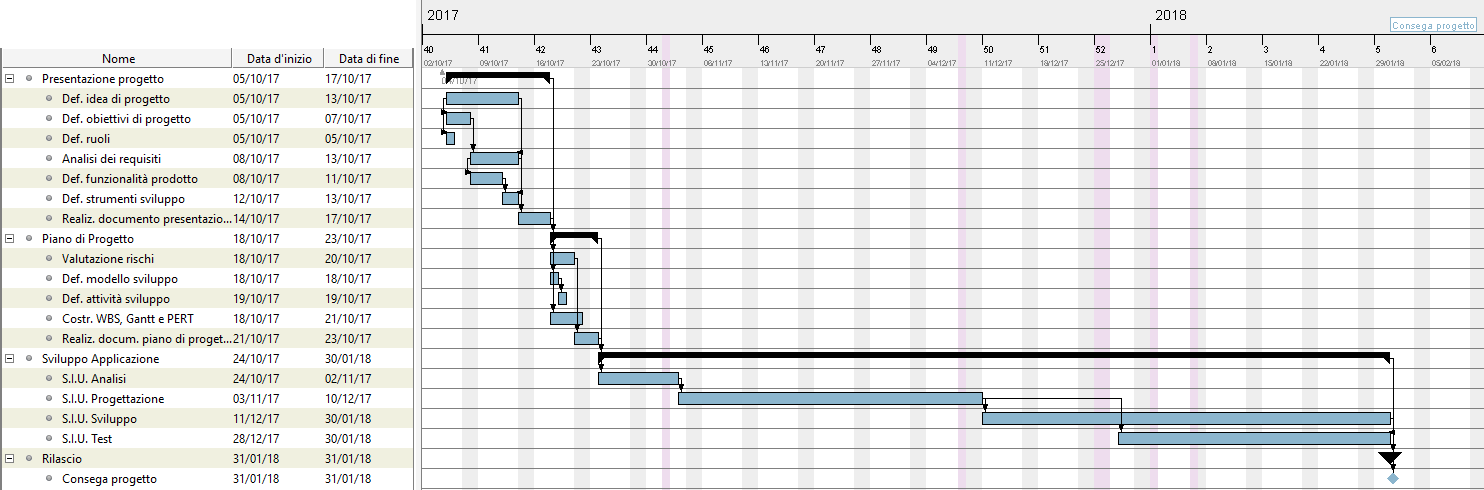 2017
2018
Consega progetto
40 41 42 43 44 45 46 47 48 49 50 51 52 1 2 3 4 5 6
02/10/17 09/10/17 16/10/17 23/10/17 30/10/17 06/11/17 13/11/17 20/11/17 27/11/17 04/12/17 11/12/17 18/12/17 25/12/17 01/01/18 08/01/18 15/01/18 22/01/18 29/01/18 05/02/18
Nome Data d'inizio Data di fine
Presentazione progetto 05/10/17 17/10/17
Def. idea di progetto 05/10/17 13/10/17
Def. obiettivi di progetto 05/10/17 07/10/17
Def. ruoli 05/10/17 05/10/17
Analisi dei requisiti 08/10/17 13/10/17
Def. funzionalità prodotto 08/10/17 11/10/17
Def. strumenti sviluppo 12/10/17 13/10/17
Realiz. documento presentazio... 14/10/17 17/10/17
Piano di Progetto 18/10/17 23/10/17
Valutazione rischi 18/10/17 20/10/17
Def. modello sviluppo 18/10/17 18/10/17
Def. attività sviluppo 19/10/17 19/10/17
Costr. WBS, Gantt e PERT 18/10/17 21/10/17
Realiz. docum. piano di proget... 21/10/17 23/10/17
Sviluppo Applicazione 24/10/17 30/01/18
S.I.U. Analisi 24/10/17 02/11/17
S.I.U. Progettazione 03/11/17 10/12/17
S.I.U. Sviluppo 11/12/17 30/01/18
S.I.U. Test 28/12/17 30/01/18
Rilascio 31/01/18 31/01/18
Consega progetto 31/01/18 31/01/18